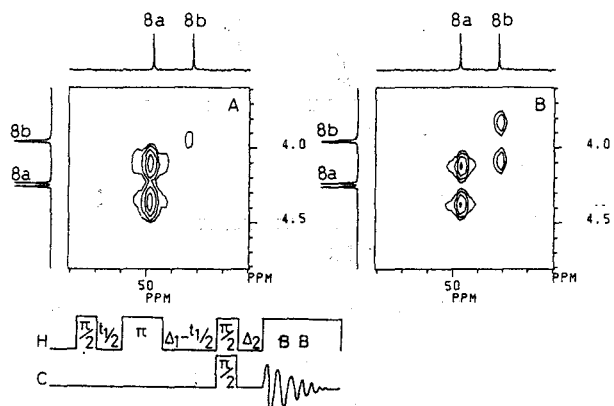 8a 8b
A
8b
8a
4.0
4.5
50
PPM
PPM
8a 8b
B
8b
8a
4.0
4.5
50
PPM
PPM
H π/2 t1/2 π Δ1-t1/2 π/2 Δ2 B B
C π/2